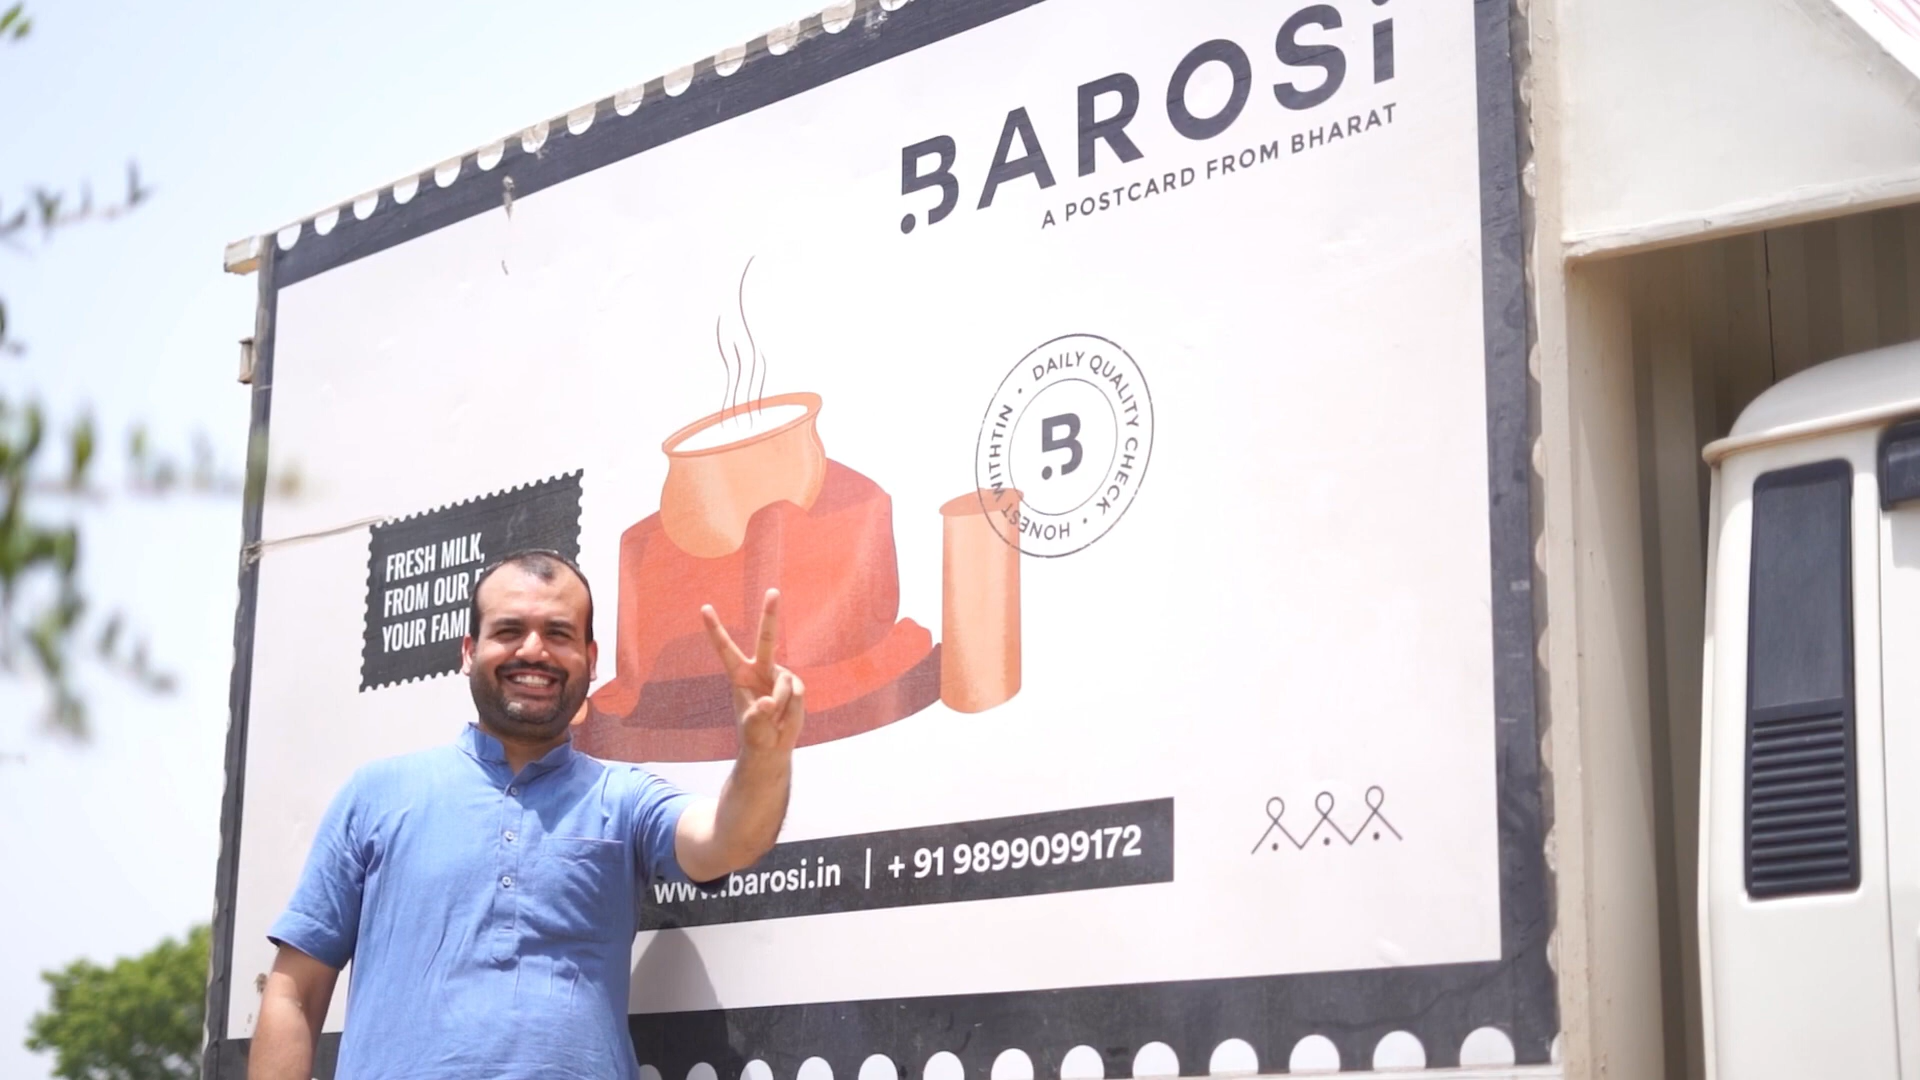 BAROSi
A POSTCARD FROM BHARAT
DAILY QUALITY CHECK • HONEST WITHTIN •
B
FRESH MILK,
FROM OUR
YOUR
www.barosi.in | + 91 9899099172